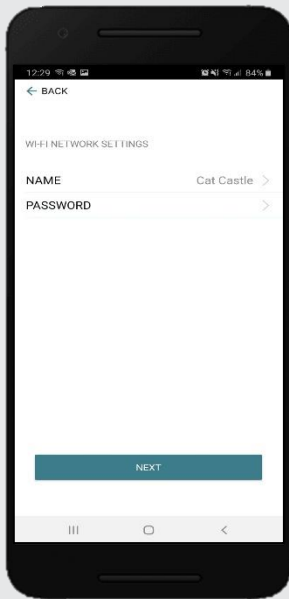 12:29 84%
← BACK
WI-FI NETWORK SETTINGS
NAME Cat Castle >
PASSWORD >
NEXT